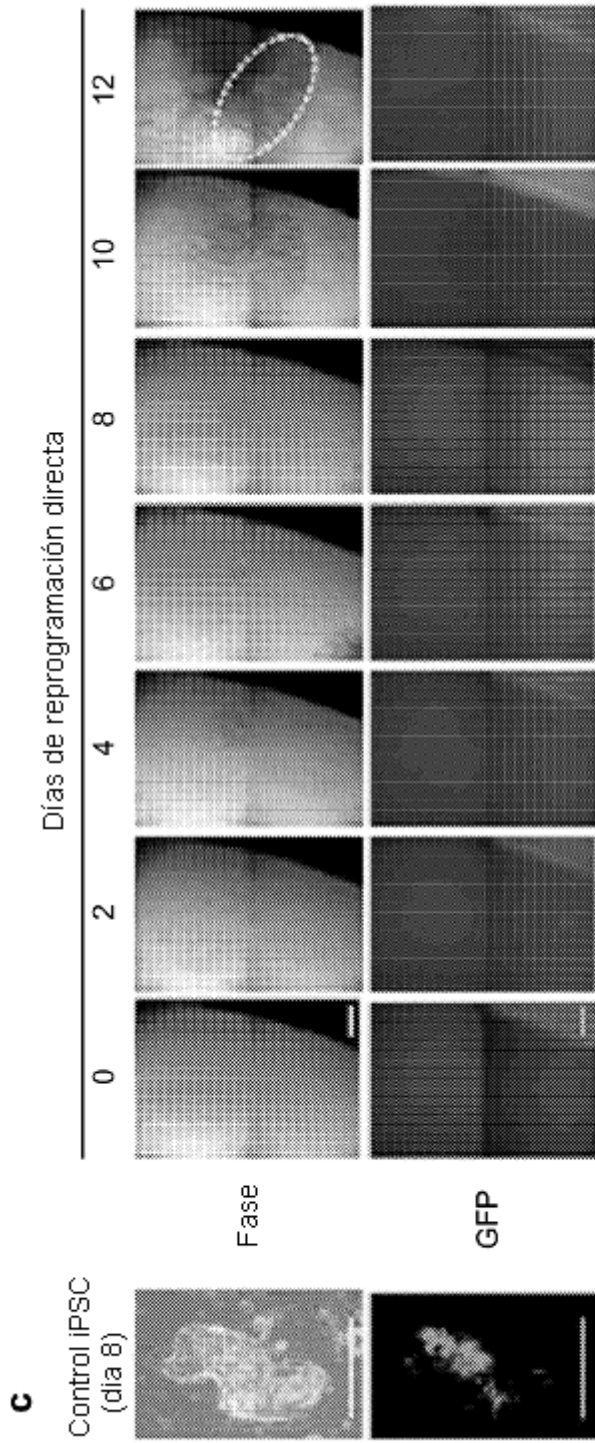 c
Control iPSC
(día 8)
Días de reprogramación directa
0 2 4 6 8 10 12
Fase
GFP